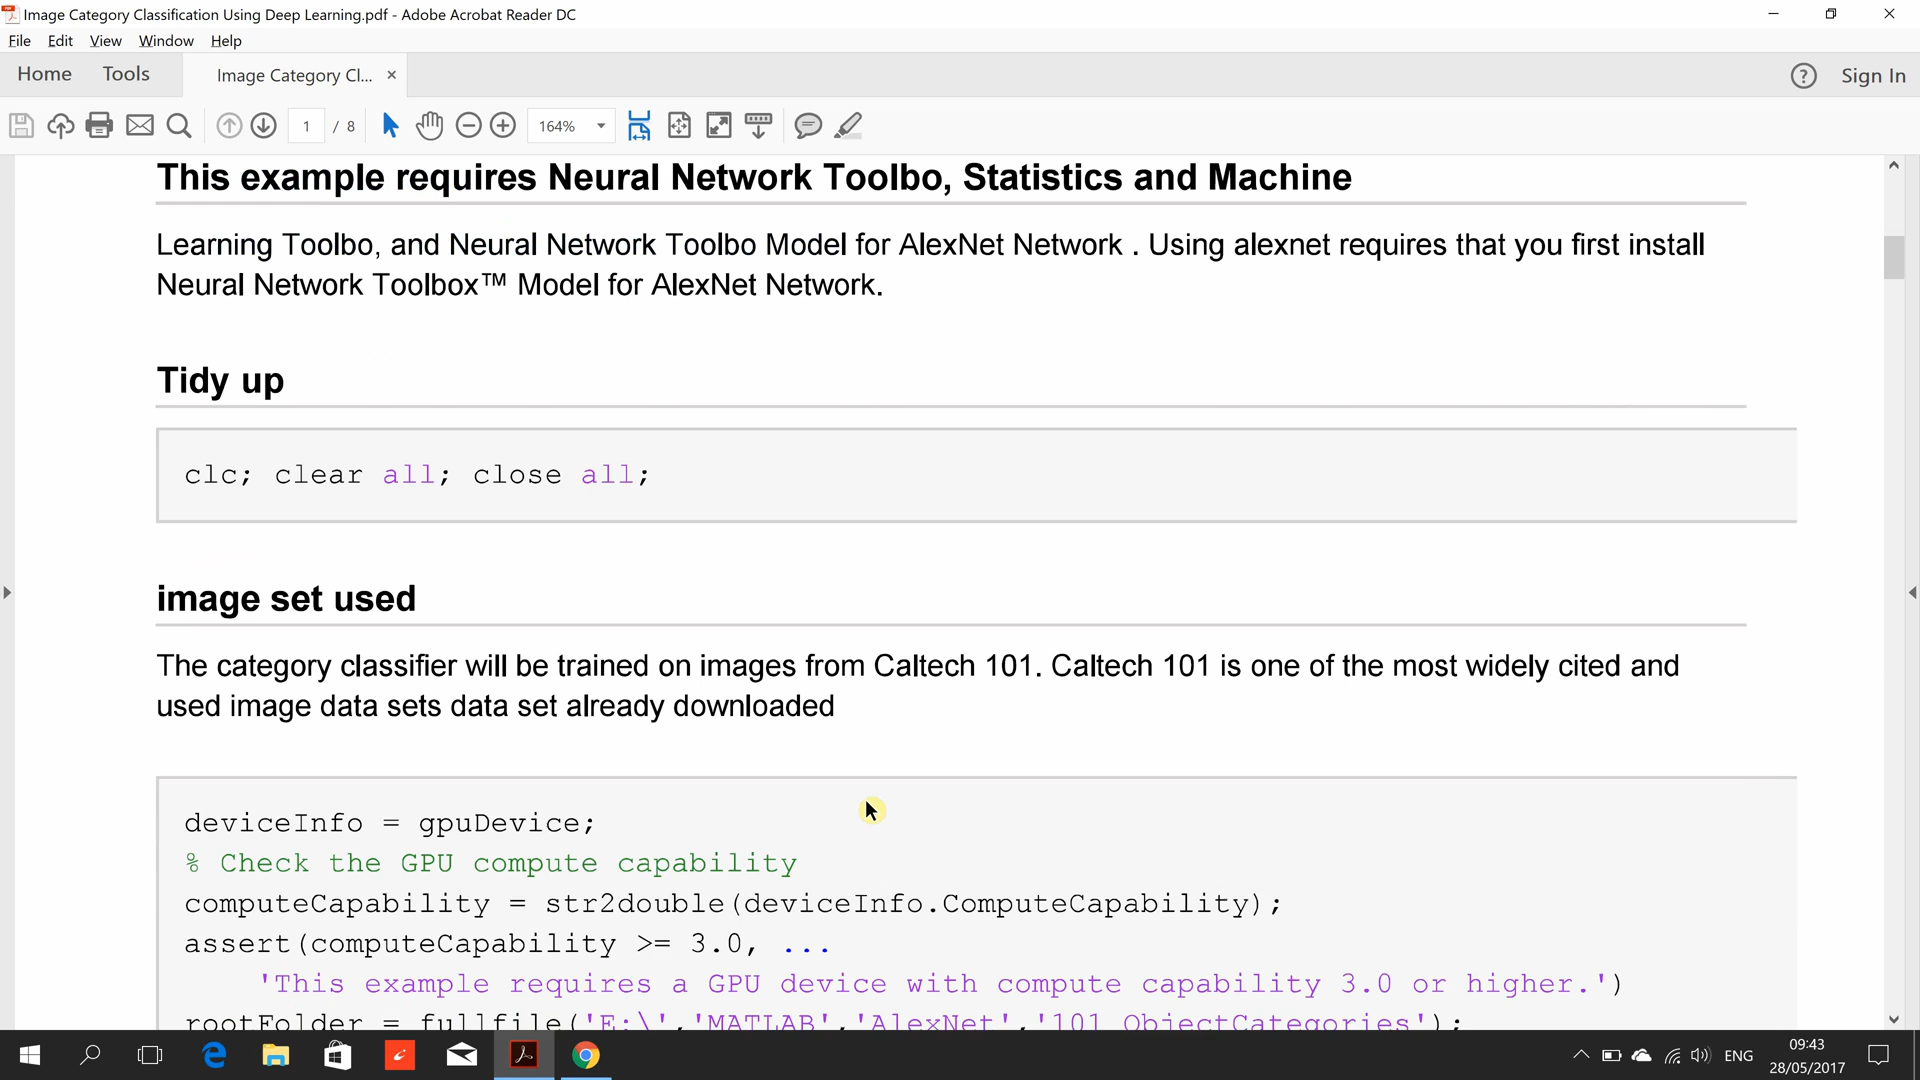 Image Category Classification Using Deep Learning.pdf - Adobe Acrobat Reader DC
File Edit View Window Help
Home Tools Image Category Cl... × Sign In
1 / 8 164%
This example requires Neural Network Toolbo, Statistics and Machine
Learning Toolbo, and Neural Network Toolbo Model for AlexNet Network . Using alexnet requires that you first install
Neural Network Toolbox™ Model for AlexNet Network.
Tidy up
clc; clear all; close all;
image set used
The category classifier will be trained on images from Caltech 101. Caltech 101 is one of the most widely cited and
used image data sets data set already downloaded
deviceInfo = gpuDevice;
% Check the GPU compute capability
computeCapability = str2double(deviceInfo.ComputeCapability);
assert(computeCapability >= 3.0, ...
'This example requires a GPU device with compute capability 3.0 or higher.')
rootFolder = fullfile('E:\','MATLAB','AlexNet','101_ObjectCategories');
ENG
09:43
28/05/2017